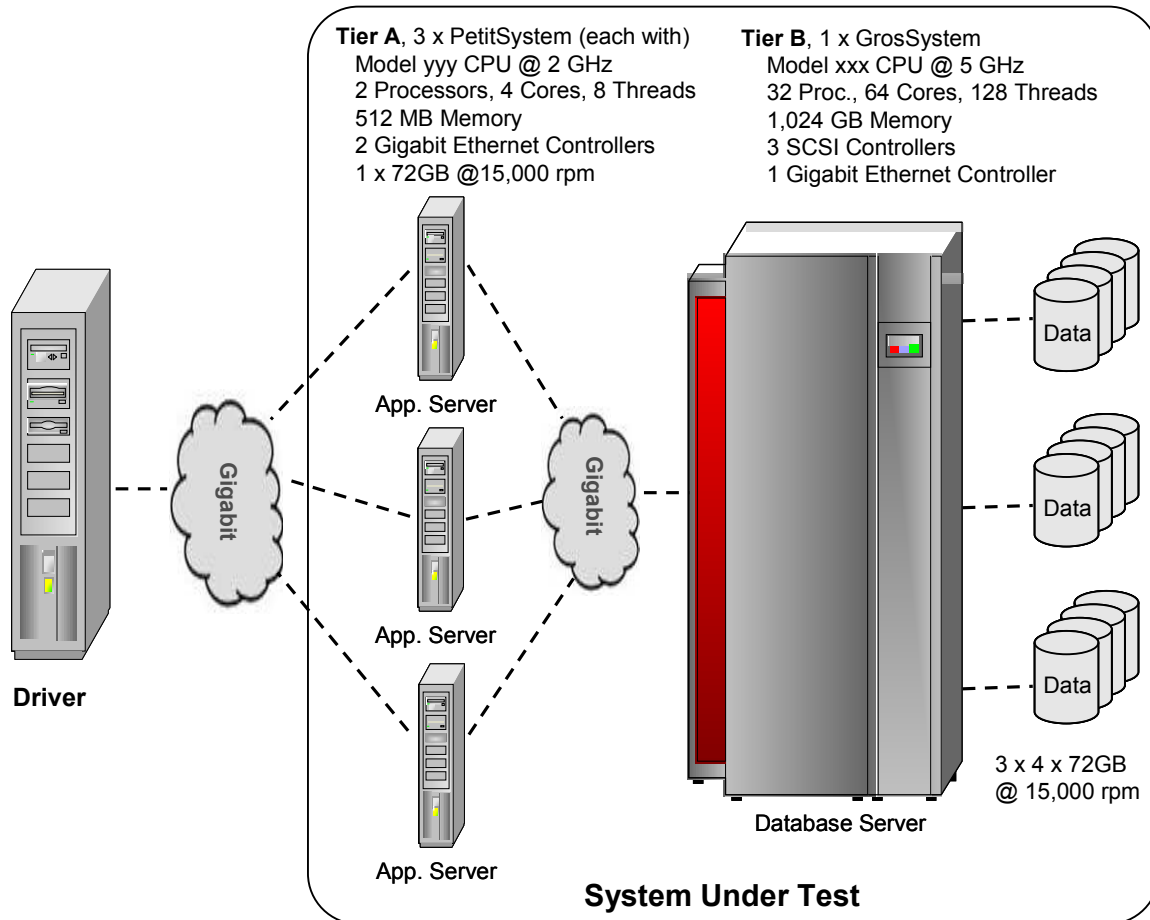 Tier A, 3 x PetitSystem (each with)
Model yyy CPU @ 2 GHz
2 Processors, 4 Cores, 8 Threads
512 MB Memory
2 Gigabit Ethernet Controllers
1 x 72GB @15,000 rpm
Tier B, 1 x GrosSystem
Model xxx CPU @ 5 GHz
32 Proc., 64 Cores, 128 Threads
1,024 GB Memory
3 SCSI Controllers
1 Gigabit Ethernet Controller
Driver
Gigabit
App. Server
App. Server
App. Server
Gigabit
Database Server
Data
Data
Data
3 x 4 x 72GB
@ 15,000 rpm
System Under Test